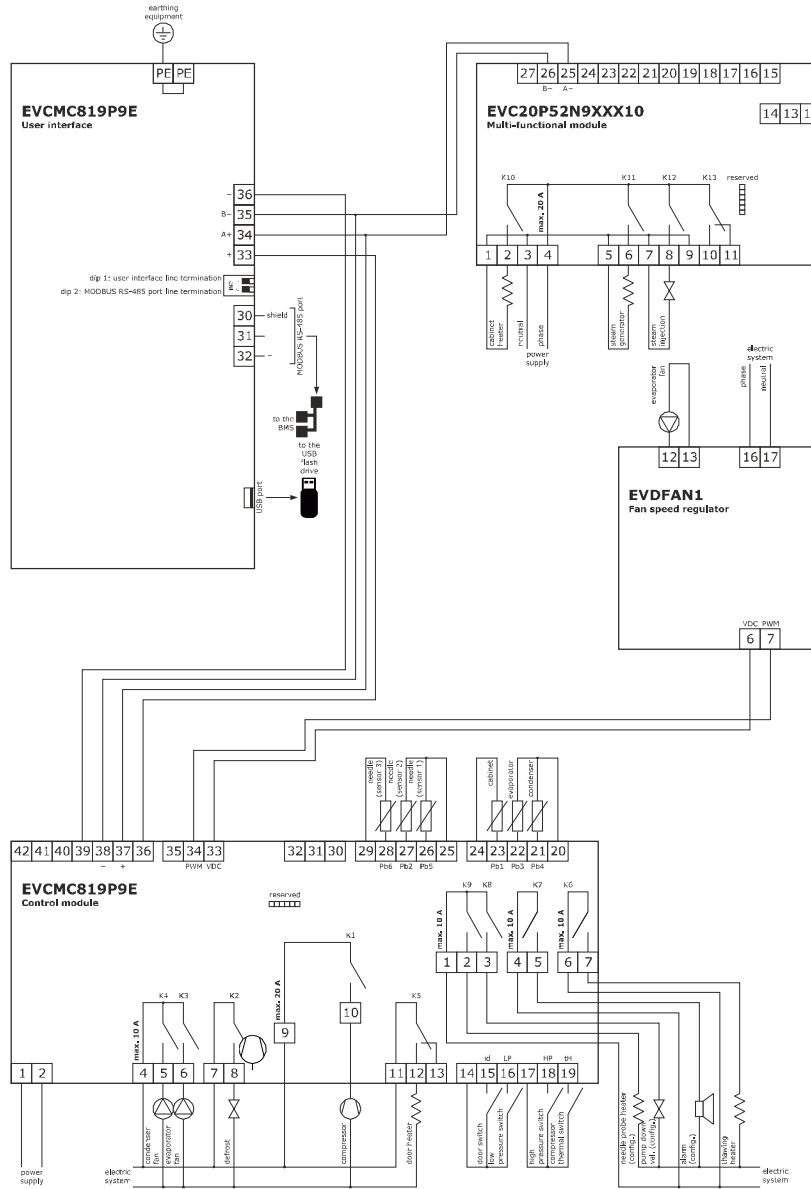 earthing
equipment
PE PE
EVCMC819P9E
User interface
-
36
B-
35
A+
34
+
33
dip 1: user interface line termination
dip 2: MODBUS RS-485 port line termination
30
shield
31
32
-
MODBUS RS-485 port
to the
BMS
to the
USB
flash
drive
USB port
27 26 25 24 23 22 21 20 19 18 17 16 15
B- A-
EVC20P52N9XXX10
Multi-functional module
14 13 1
K10
K11
K12
K13
reserved
max. 20 A
1 2 3 4
5 6 7 8 9 10 11
cabinet
heater
neutral
phase
power
supply
steam
generator
steam
injection
evaporator
fan
electric
system
phase
neutral
12 13
16 17
EVDFAN1
Fan speed regulator
VDC PWM
6 7
needle
(sensor 3)
needle
(sensor 2)
needle
(sensor 1)
cabinet
evaporator
condenser
42 41 40 39 38 37 36
35 34 33
32 31 30
29 28 27 26 25
24 23 22 21 20
- +
PWM VDC
Pb6 Pb2 Pb5
Pb1 Pb3 Pb4
EVCMC819P9E
Control module
reserved
K9 K8
K7
K6
max. 10 A
max. 10 A
max. 10 A
1 2 3
4 5
6 7
K1
max. 20 A
9
10
K4 K3
K2
K5
max. 10 A
1 2
4 5 6
7 8
11 12 13
id LP
HP tH
14 15 16 17 18 19
power
supply
condenser
fan
evaporator
fan
defrost
compressor
door heater
door switch
low
pressure switch
high
pressure switch
compressor
thermal switch
needle probe heater
(config.)
pump down
val. (config.)
alarm
(config.)
thawing
heater
electric
system
electric
system